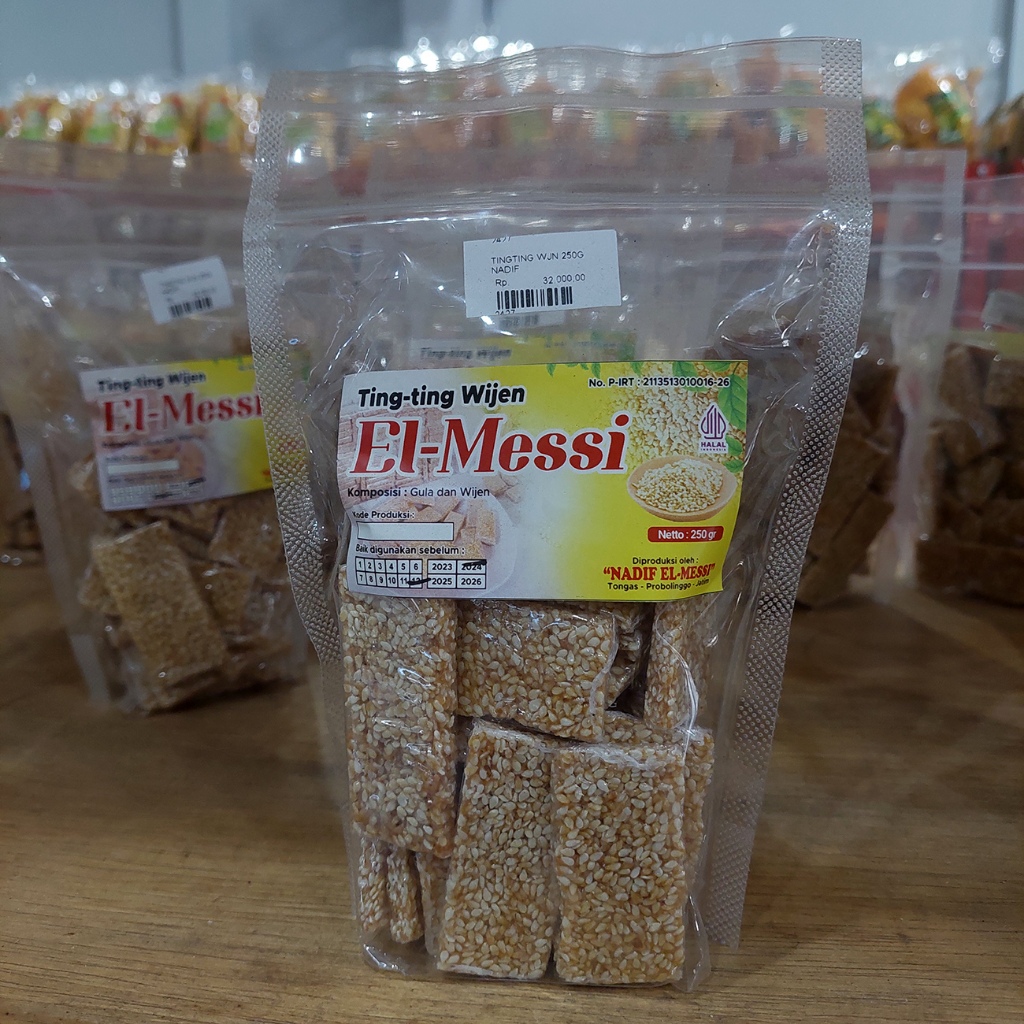 TINGTING WIJN 250G
NADIF
Rp. 32.000.00
Ting-ting Wijen
No. P-IRT : 2113513010016-26
El-Messi
HALAL
INDONESIA
Komposisi : Gula dan Wijen
Kode Produksi :
Netto : 250 gr
Baik digunakan sebelum :
1 2 3 4 5 6 2023 2024
7 8 9 10 11 12 2025 2026
Diproduksi oleh :
"NADIF EL-MESSI"
Tongas - Probolinggo - Jatim
Ting-ting Wijen
El-Messi